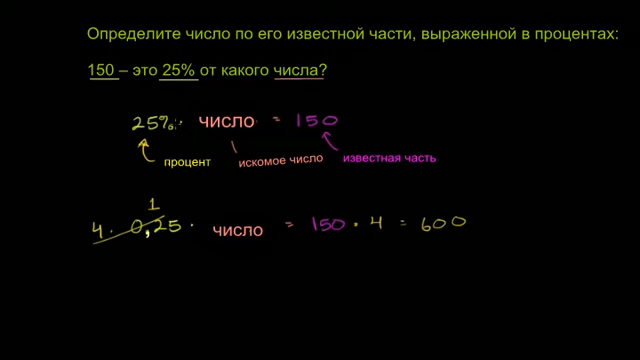 Определите число по его известной части, выраженной в процентах:
150 – это 25% от какого числа?
25% · число = 150
процент искомое число известная часть
1
4 · 0,25 · число = 150 · 4 = 600